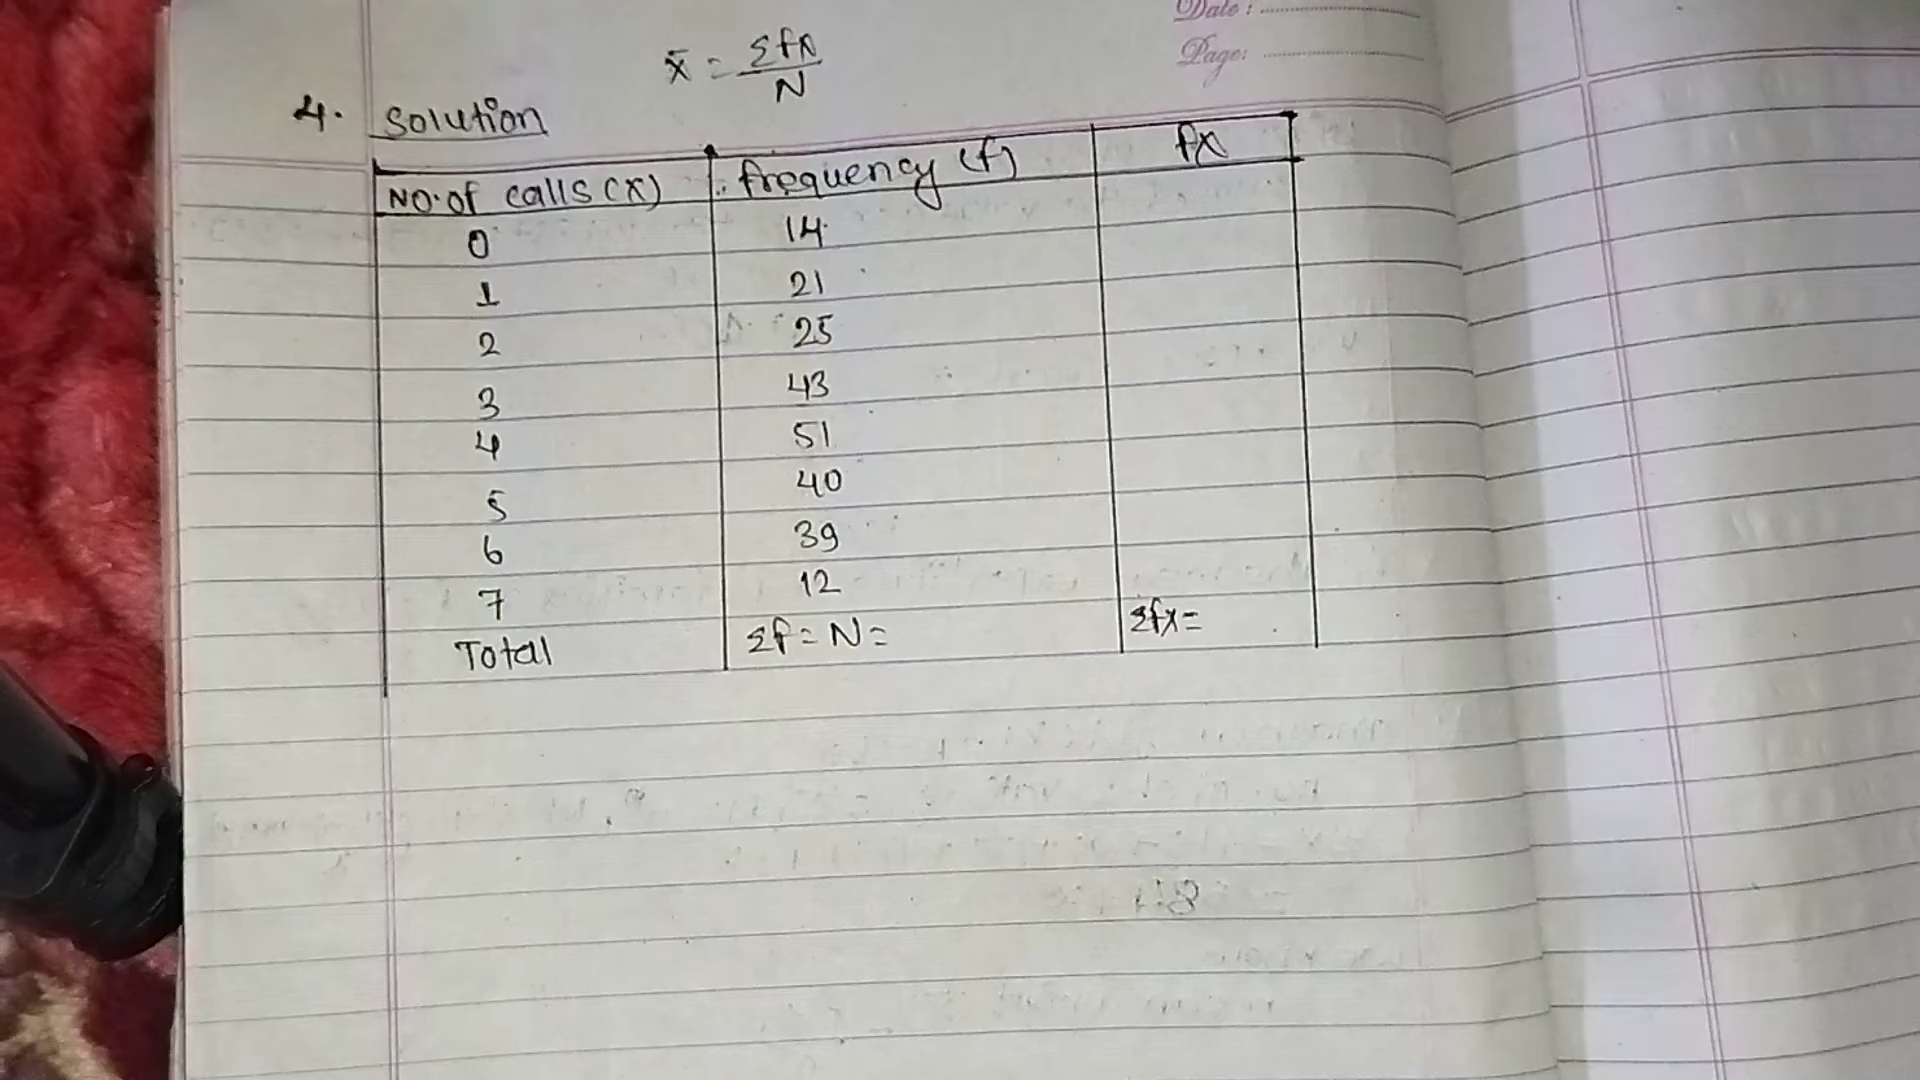 Date :
Page:
x̄ = Σfx/N
4. Solution
NO. of calls (x) frequency (f) fx
0 14
1 21
2 25
3 43
4 51
5 40
6 39
7 12
Total Σf = N = Σfx =